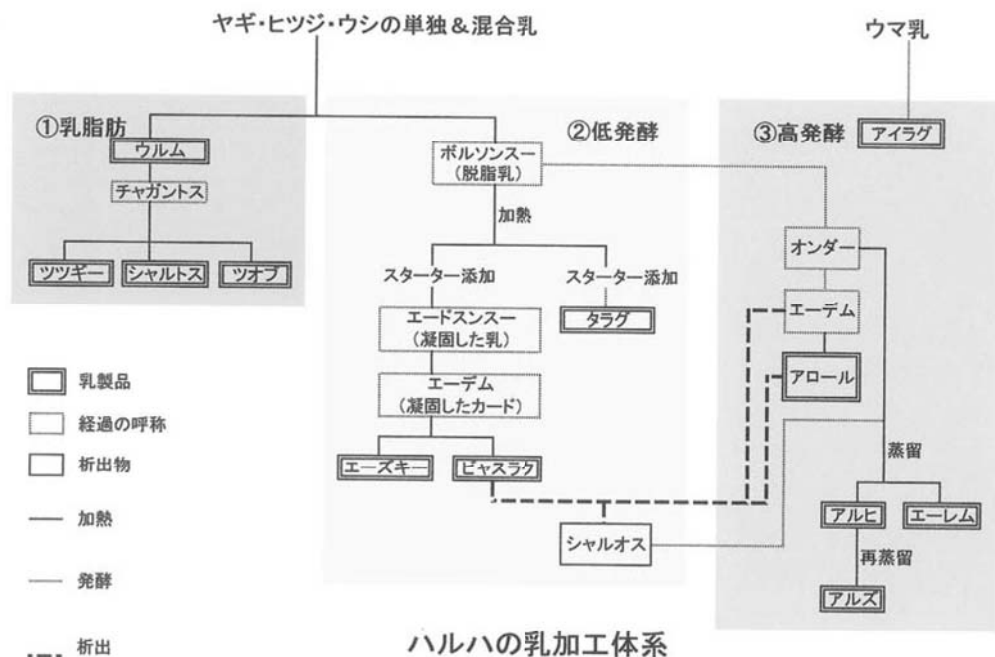 ヤギ・ヒツジ・ウシの単独&混合乳
ウマ乳
①乳脂肪
ウルム
チャガントス
ツツギー
シャルトス
ツオブ
②低発酵
ボルソンスー
(脱脂乳)
加熱
スターター添加
スターター添加
エードスンスー
(凝固した乳)
タラグ
エーデム
(凝固したカード)
エーズキー
ビャスラク
シャルオス
③高発酵
アイラグ
オンダー
エーデム
アロール
蒸留
アルヒ
エーレム
再蒸留
アルズ
乳製品
経過の呼称
析出物
加熱
発酵
析出
ハルハの乳加工体系